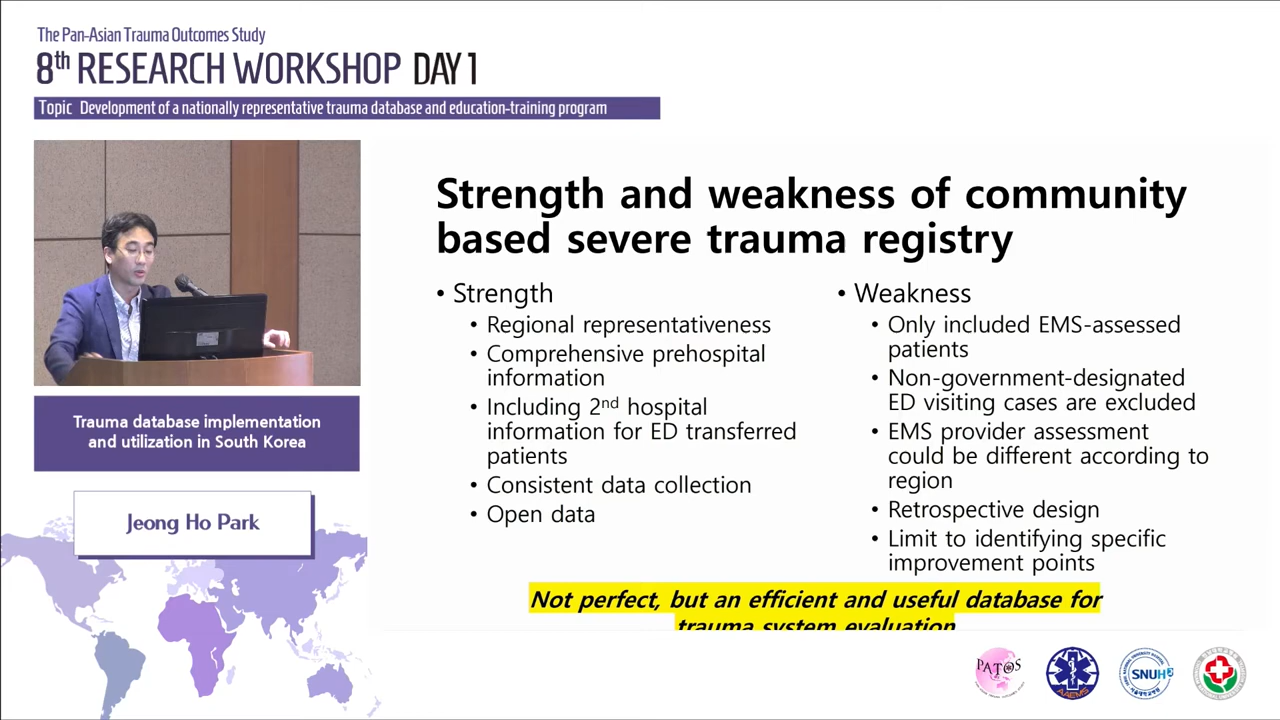 The Pan-Asian Trauma Outcomes Study
8th RESEARCH WORKSHOP DAY 1
Topic Development of a nationally representative trauma database and education-training program
Trauma database implementation
and utilization in South Korea
Jeong Ho Park
Strength and weakness of community
based severe trauma registry
• Strength
• Regional representativeness
• Comprehensive prehospital
information
• Including 2nd hospital
information for ED transferred
patients
• Consistent data collection
• Open data
• Weakness
• Only included EMS-assessed
patients
• Non-government-designated
ED visiting cases are excluded
• EMS provider assessment
could be different according to
region
• Retrospective design
• Limit to identifying specific
improvement points
Not perfect, but an efficient and useful database for
trauma system evaluation
PATOS
AAEMS
SNUH